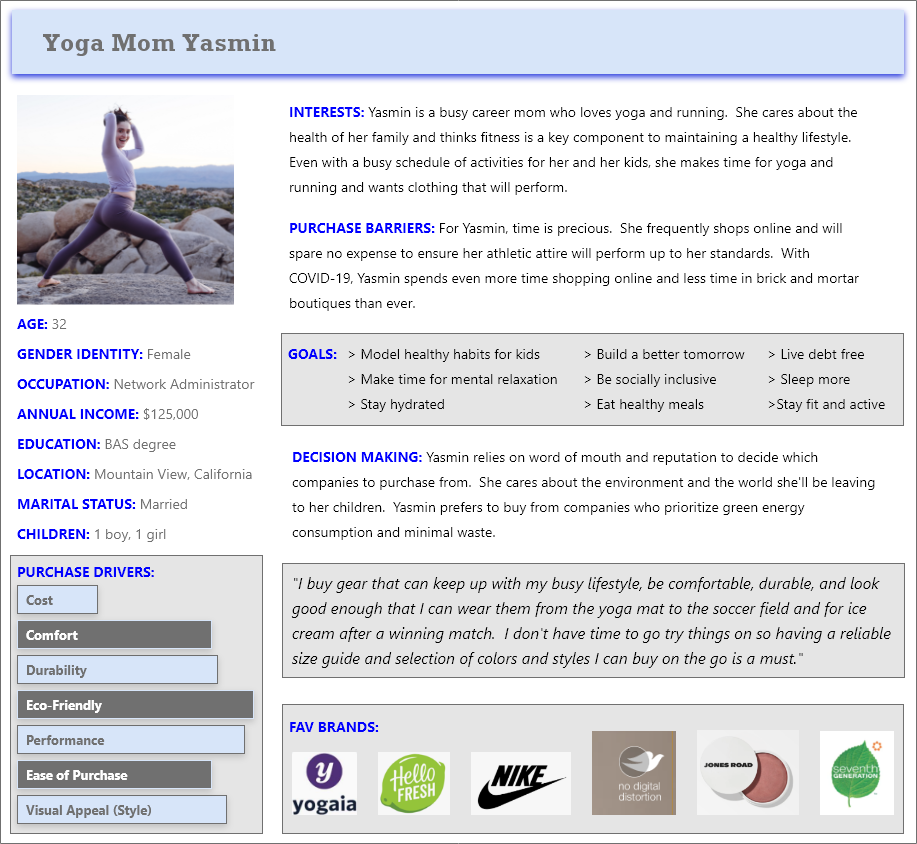 Yoga Mom Yasmin
INTERESTS: Yasmin is a busy career mom who loves yoga and running.  She cares about the
health of her family and thinks fitness is a key component to maintaining a healthy lifestyle.
Even with a busy schedule of activities for her and her kids, she makes time for yoga and
running and wants clothing that will perform.
PURCHASE BARRIERS: For Yasmin, time is precious.  She frequently shops online and will
spare no expense to ensure her athletic attire will perform up to her standards.  With
COVID-19, Yasmin spends even more time shopping online and less time in brick and mortar
boutiques than ever.
AGE: 32
GENDER IDENTITY: Female
OCCUPATION: Network Administrator
ANNUAL INCOME: $125,000
EDUCATION: BAS degree
LOCATION: Mountain View, California
MARITAL STATUS: Married
CHILDREN: 1 boy, 1 girl
GOALS: > Model healthy habits for kids > Build a better tomorrow > Live debt free
> Make time for mental relaxation > Be socially inclusive > Sleep more
> Stay hydrated > Eat healthy meals >Stay fit and active
DECISION MAKING: Yasmin relies on word of mouth and reputation to decide which
companies to purchase from.  She cares about the environment and the world she'll be leaving
to her children.  Yasmin prefers to buy from companies who prioritize green energy
consumption and minimal waste.
PURCHASE DRIVERS:
Cost
Comfort
Durability
Eco-Friendly
Performance
Ease of Purchase
Visual Appeal (Style)
"I buy gear that can keep up with my busy lifestyle, be comfortable, durable, and look
good enough that I can wear them from the yoga mat to the soccer field and for ice
cream after a winning match.  I don't have time to go try things on so having a reliable
size guide and selection of colors and styles I can buy on the go is a must."
FAV BRANDS:
y
yogaia
Hello
FRESH
NIKE
no digital
distortion
JONES ROAD
seventh
GENERATION